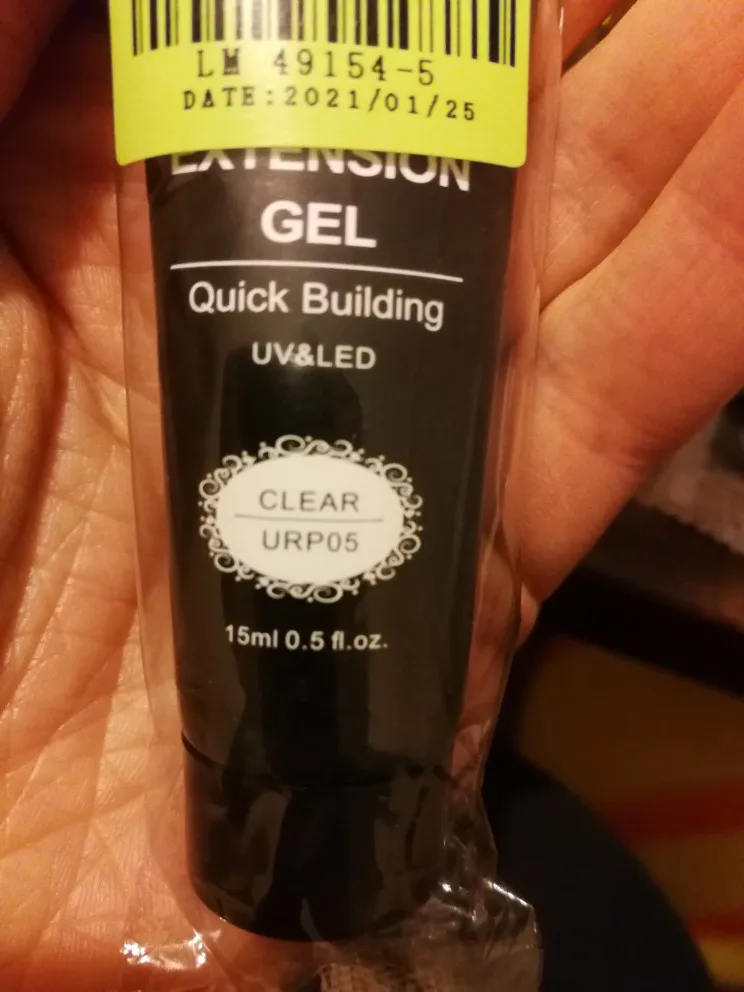 LM 49154-5
DATE:2021/01/25
EXTENSION
GEL
Quick Building
UV&LED
CLEAR
URP05
15ml 0.5 fl.oz.